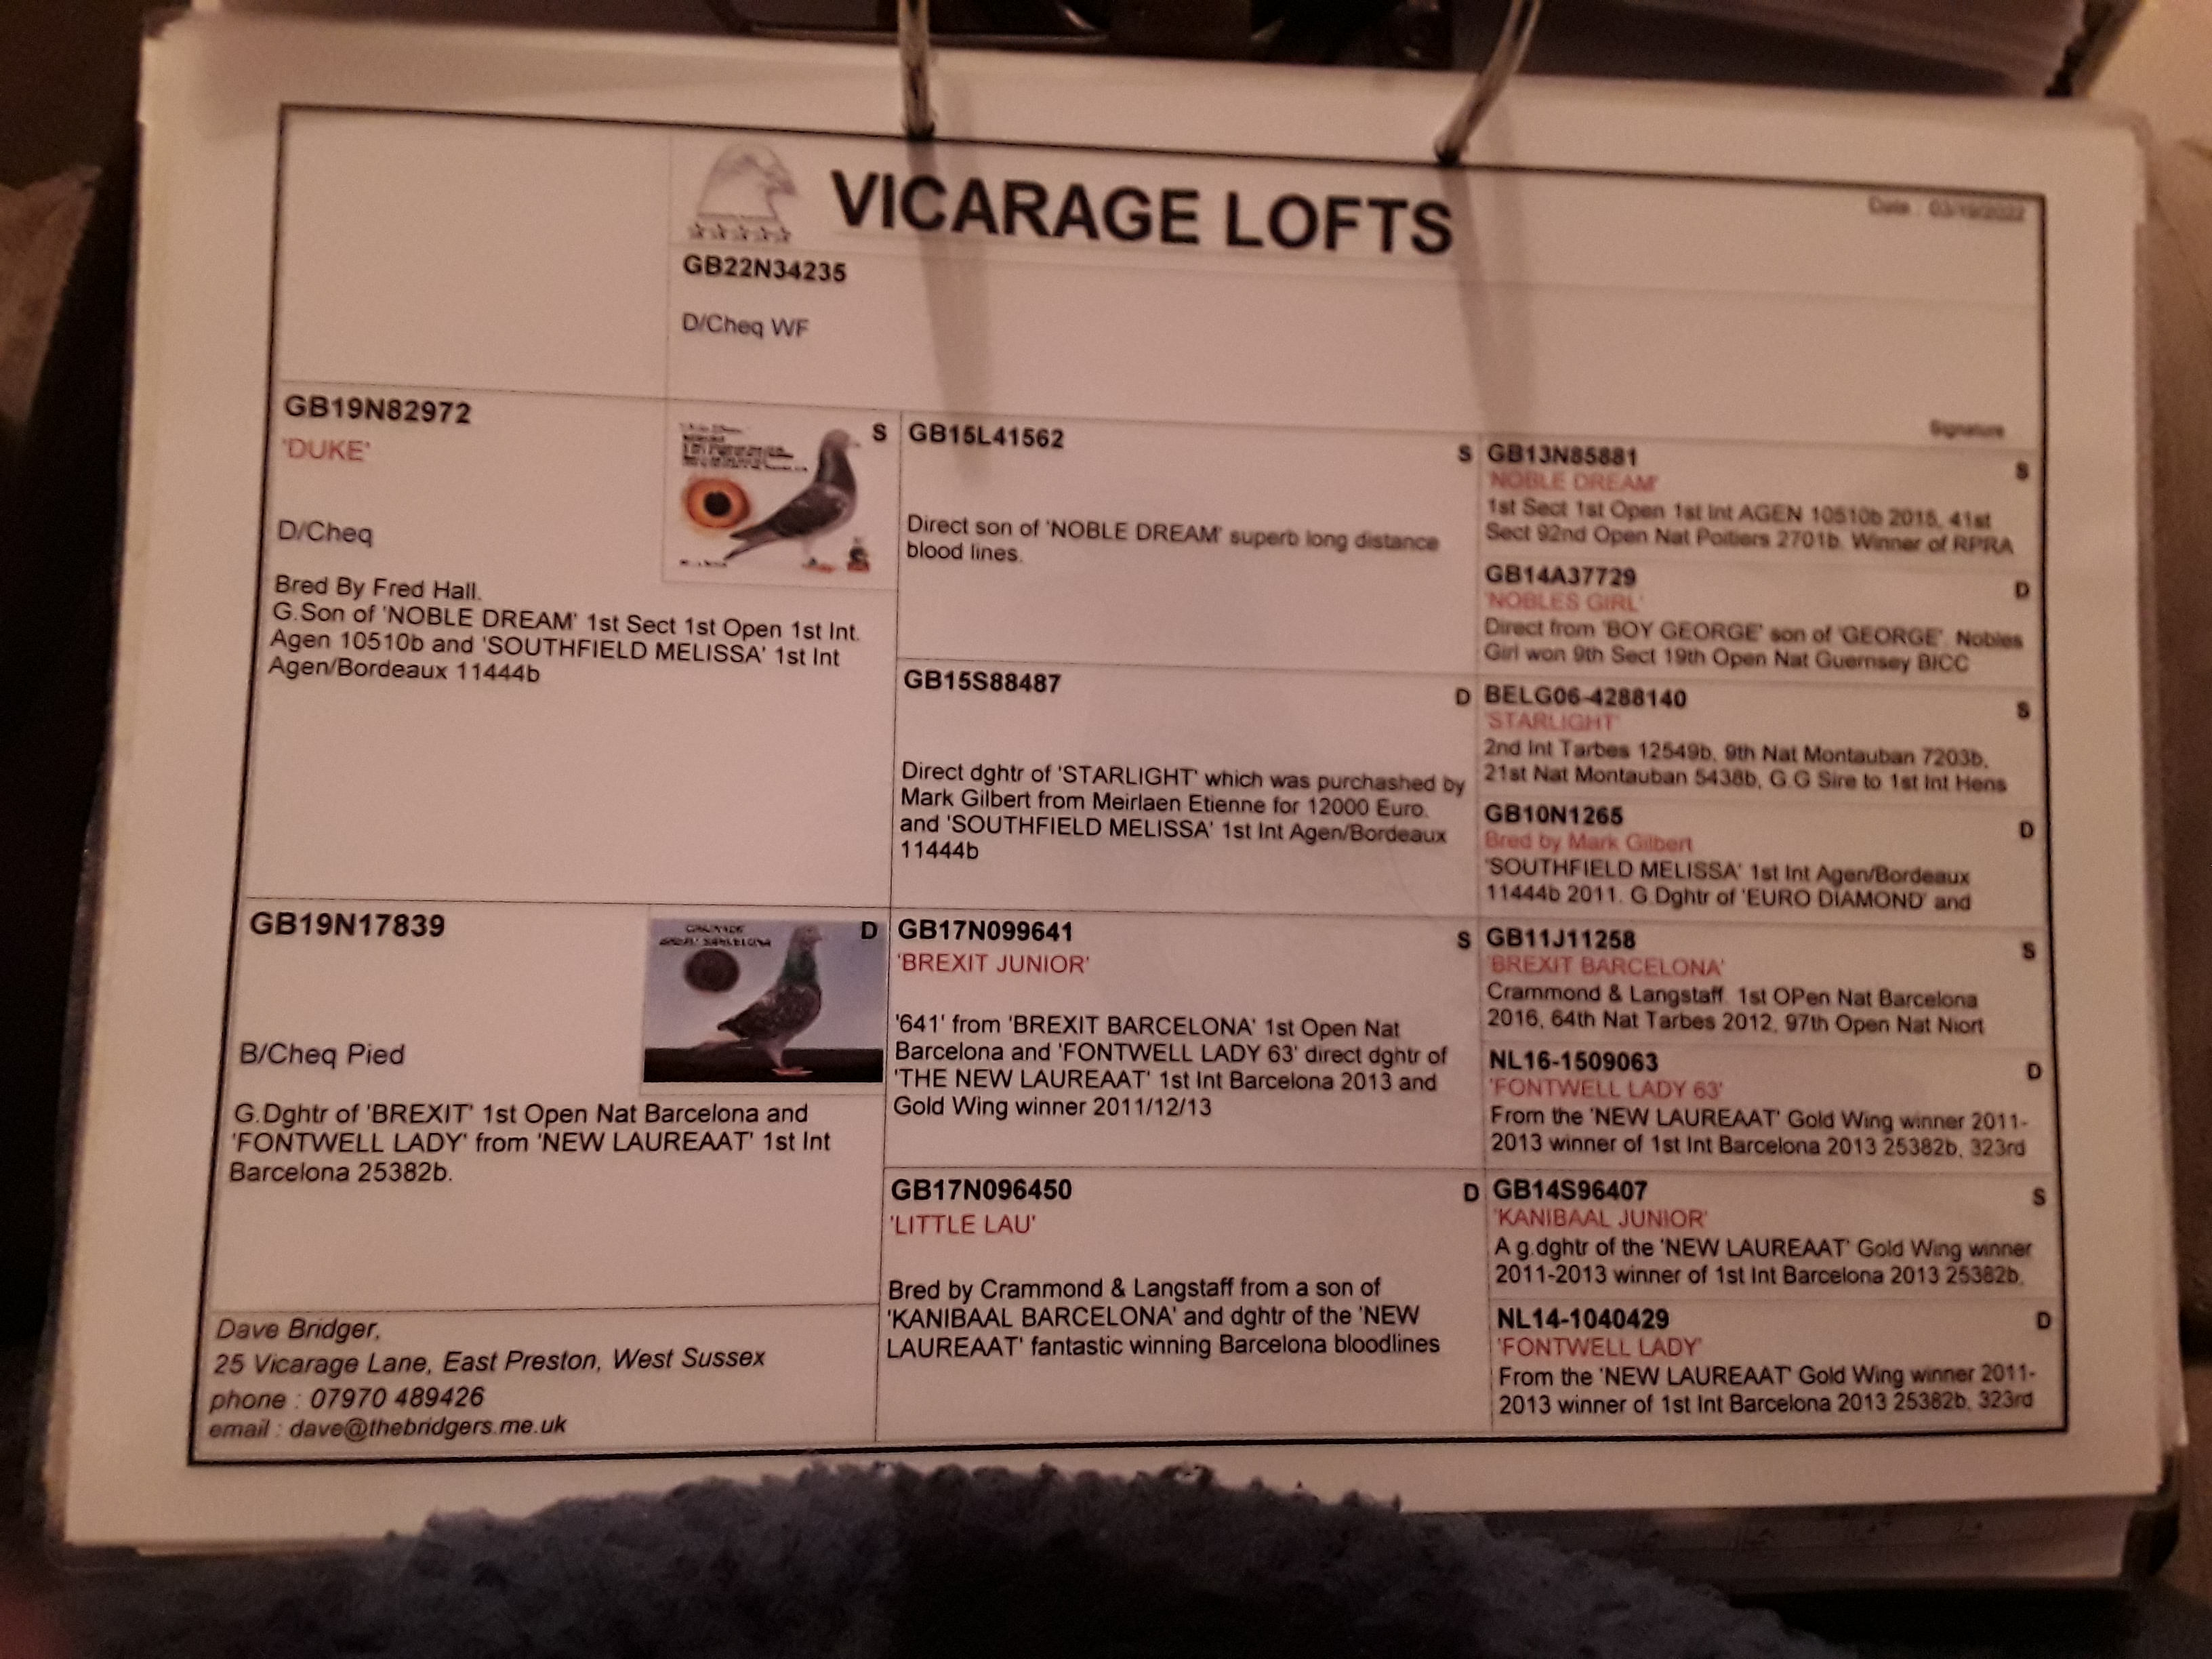 VICARAGE LOFTS
Date : 03/10/2022
GB22N34235
D/Cheq WF
Signature
GB19N82972
S
'DUKE'
D/Cheq
Bred By Fred Hall.
G.Son of 'NOBLE DREAM' 1st Sect 1st Open 1st Int.
Agen 10510b and 'SOUTHFIELD MELISSA' 1st Int
Agen/Bordeaux 11444b
GB19N17839
D
B/Cheq Pied
G.Dghtr of 'BREXIT' 1st Open Nat Barcelona and
'FONTWELL LADY' from 'NEW LAUREAAT' 1st Int
Barcelona 25382b.
Dave Bridger,
25 Vicarage Lane, East Preston, West Sussex
phone : 07970 489426
email : dave@thebridgers.me.uk
GB15L41562
S
Direct son of 'NOBLE DREAM' superb long distance
blood lines.
GB15S88487
D
Direct dghtr of 'STARLIGHT' which was purchashed by
Mark Gilbert from Meirlaen Etienne for 12000 Euro.
and 'SOUTHFIELD MELISSA' 1st Int Agen/Bordeaux
11444b
GB17N099641
S
'BREXIT JUNIOR'
'641' from 'BREXIT BARCELONA' 1st Open Nat
Barcelona and 'FONTWELL LADY 63' direct dghtr of
'THE NEW LAUREAAT' 1st Int Barcelona 2013 and
Gold Wing winner 2011/12/13
GB17N096450
D
'LITTLE LAU'
Bred by Crammond & Langstaff from a son of
'KANIBAAL BARCELONA' and dghtr of the 'NEW
LAUREAAT' fantastic winning Barcelona bloodlines
GB13N85881
S
'NOBLE DREAM'
1st Sect 1st Open 1st Int AGEN 10510b 2015, 41st
Sect 92nd Open Nat Poitiers 2701b. Winner of RPRA
GB14A37729
D
'NOBLES GIRL'
Direct from 'BOY GEORGE' son of 'GEORGE'. Nobles
Girl won 9th Sect 19th Open Nat Guernsey BICC
BELG06-4288140
S
'STARLIGHT'
2nd Int Tarbes 12549b, 9th Nat Montauban 7203b,
21st Nat Montauban 5438b, G.G Sire to 1st Int Hens
GB10N1265
D
Bred by Mark Gilbert
'SOUTHFIELD MELISSA' 1st Int Agen/Bordeaux
11444b 2011. G.Dghtr of 'EURO DIAMOND' and
GB11J11258
S
'BREXIT BARCELONA'
Crammond & Langstaff. 1st OPen Nat Barcelona
2016, 64th Nat Tarbes 2012, 97th Open Nat Niort
NL16-1509063
D
'FONTWELL LADY 63'
From the 'NEW LAUREAAT' Gold Wing winner 2011-
2013 winner of 1st Int Barcelona 2013 25382b, 323rd
GB14S96407
S
'KANIBAAL JUNIOR'
A g.dghtr of the 'NEW LAUREAAT' Gold Wing winner
2011-2013 winner of 1st Int Barcelona 2013 25382b,
NL14-1040429
D
'FONTWELL LADY'
From the 'NEW LAUREAAT' Gold Wing winner 2011-
2013 winner of 1st Int Barcelona 2013 25382b, 323rd